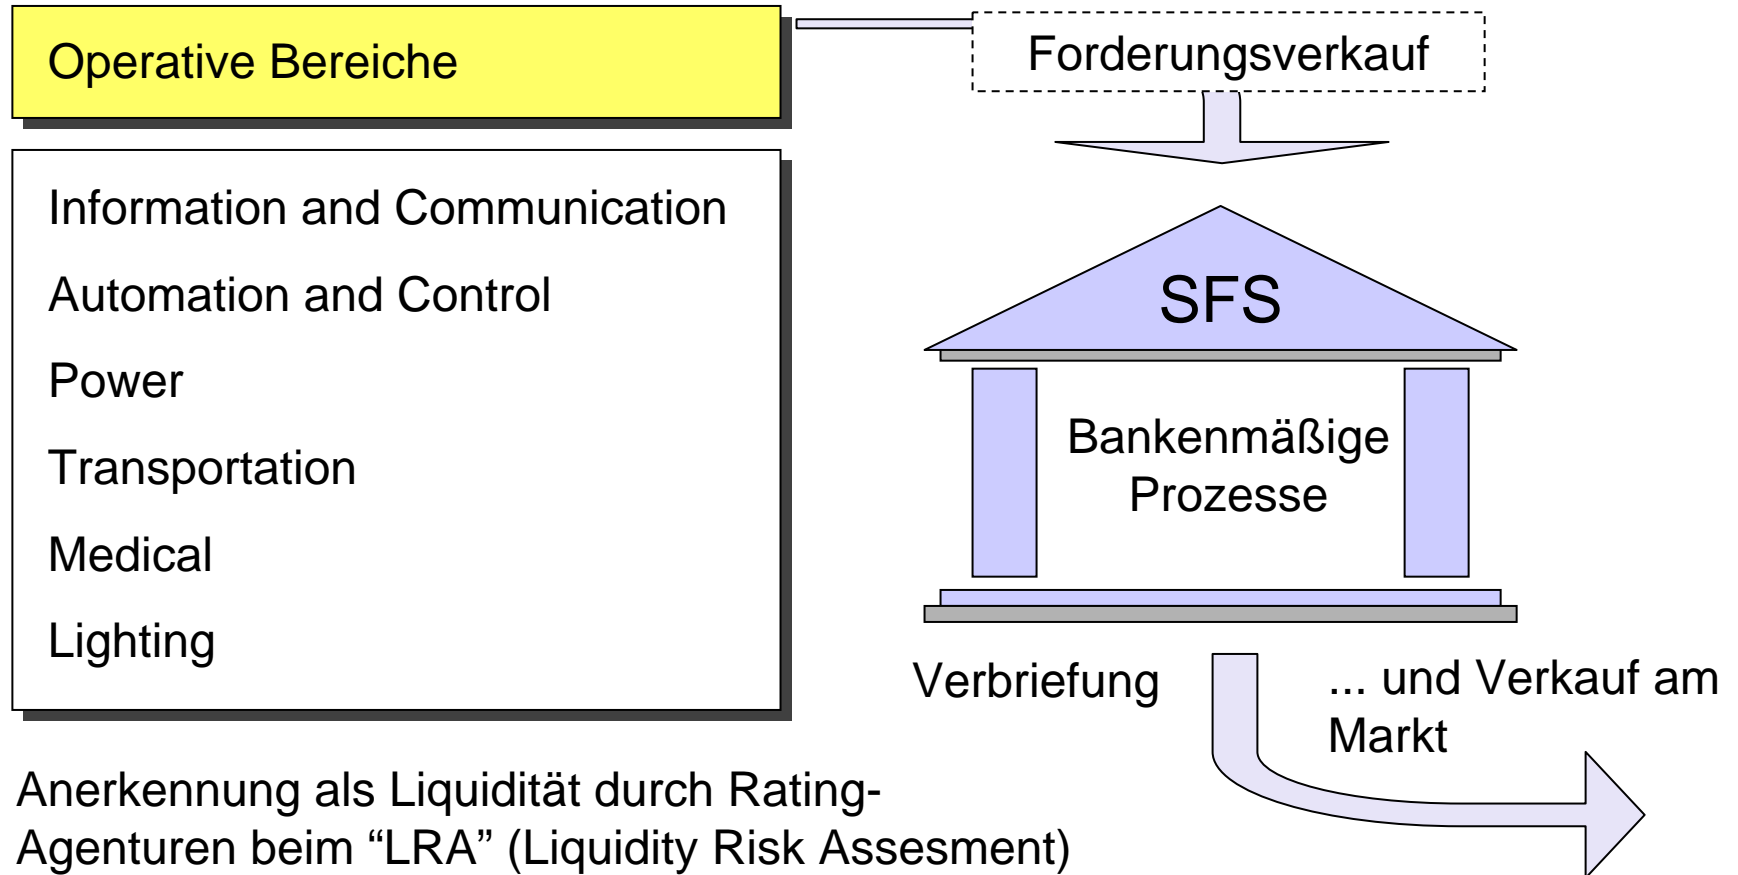 Operative Bereiche
Information and Communication
Automation and Control
Power
Transportation
Medical
Lighting
Forderungsverkauf
SFS
Bankenmäßige
Prozesse
Verbriefung
... und Verkauf am
Markt
Anerkennung als Liquidität durch Rating-
Agenturen beim “LRA” (Liquidity Risk Assesment)